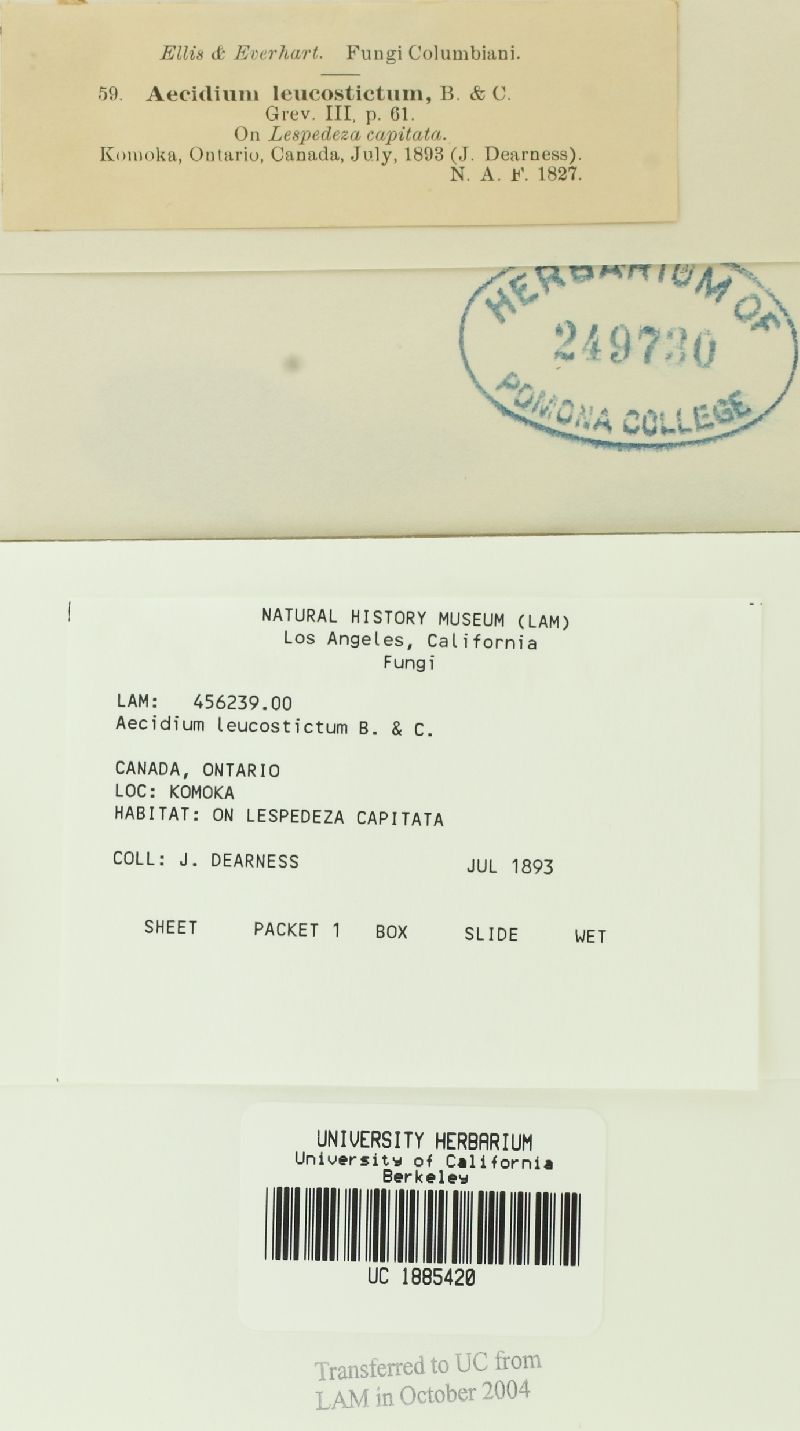 Ellis & Everhart. Fungi Columbiani.
59. Aecidium leucostictum, B. & C.
Grev. III, p. 61.
On Lespedeza capitata.
Komoka, Ontario, Canada, July, 1893 (J. Dearness).
N. A. F. 1827.
HERBARIUM OF
249730
POMONA COLLEGE
NATURAL HISTORY MUSEUM (LAM)
Los Angeles, California
Fungi
LAM: 456239.00
Aecidium leucostictum B. & C.
CANADA, ONTARIO
LOC: KOMOKA
HABITAT: ON LESPEDEZA CAPITATA
COLL: J. DEARNESS JUL 1893
SHEET PACKET 1 BOX SLIDE WET
UNIVERSITY HERBARIUM
University of California
Berkeley
UC 1885420
Transferred to UC from
LAM in October 2004